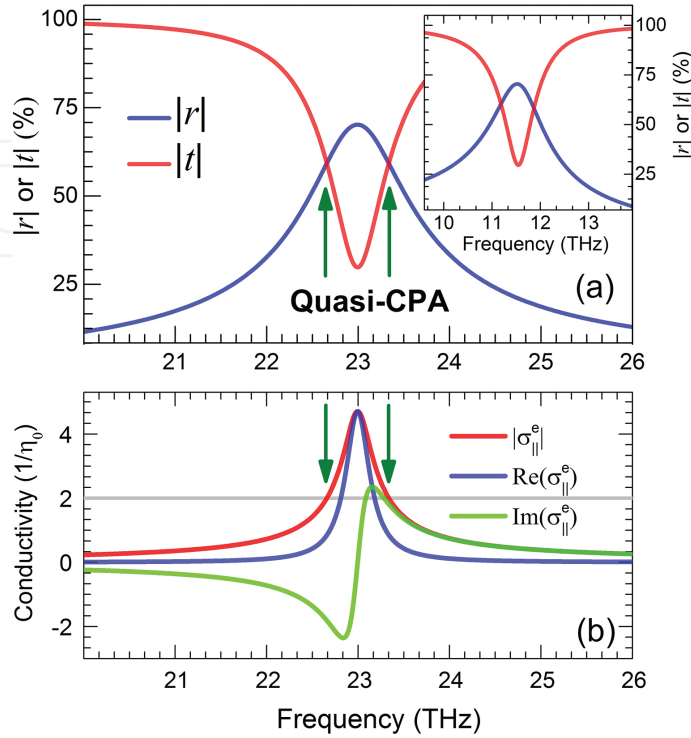 100
75
50
25
|r| or |t| (%)
|r|
|t|
100
75
50
25
|r| or |t| (%)
10 11 12 13
Frequency (THz)
Quasi-CPA
(a)
21 22 23 24 25 26
4
2
0
-2
Conductivity (1/η₀)
|σ∥ᵉ|
Re(σ∥ᵉ)
Im(σ∥ᵉ)
(b)
21 22 23 24 25 26
Frequency (THz)